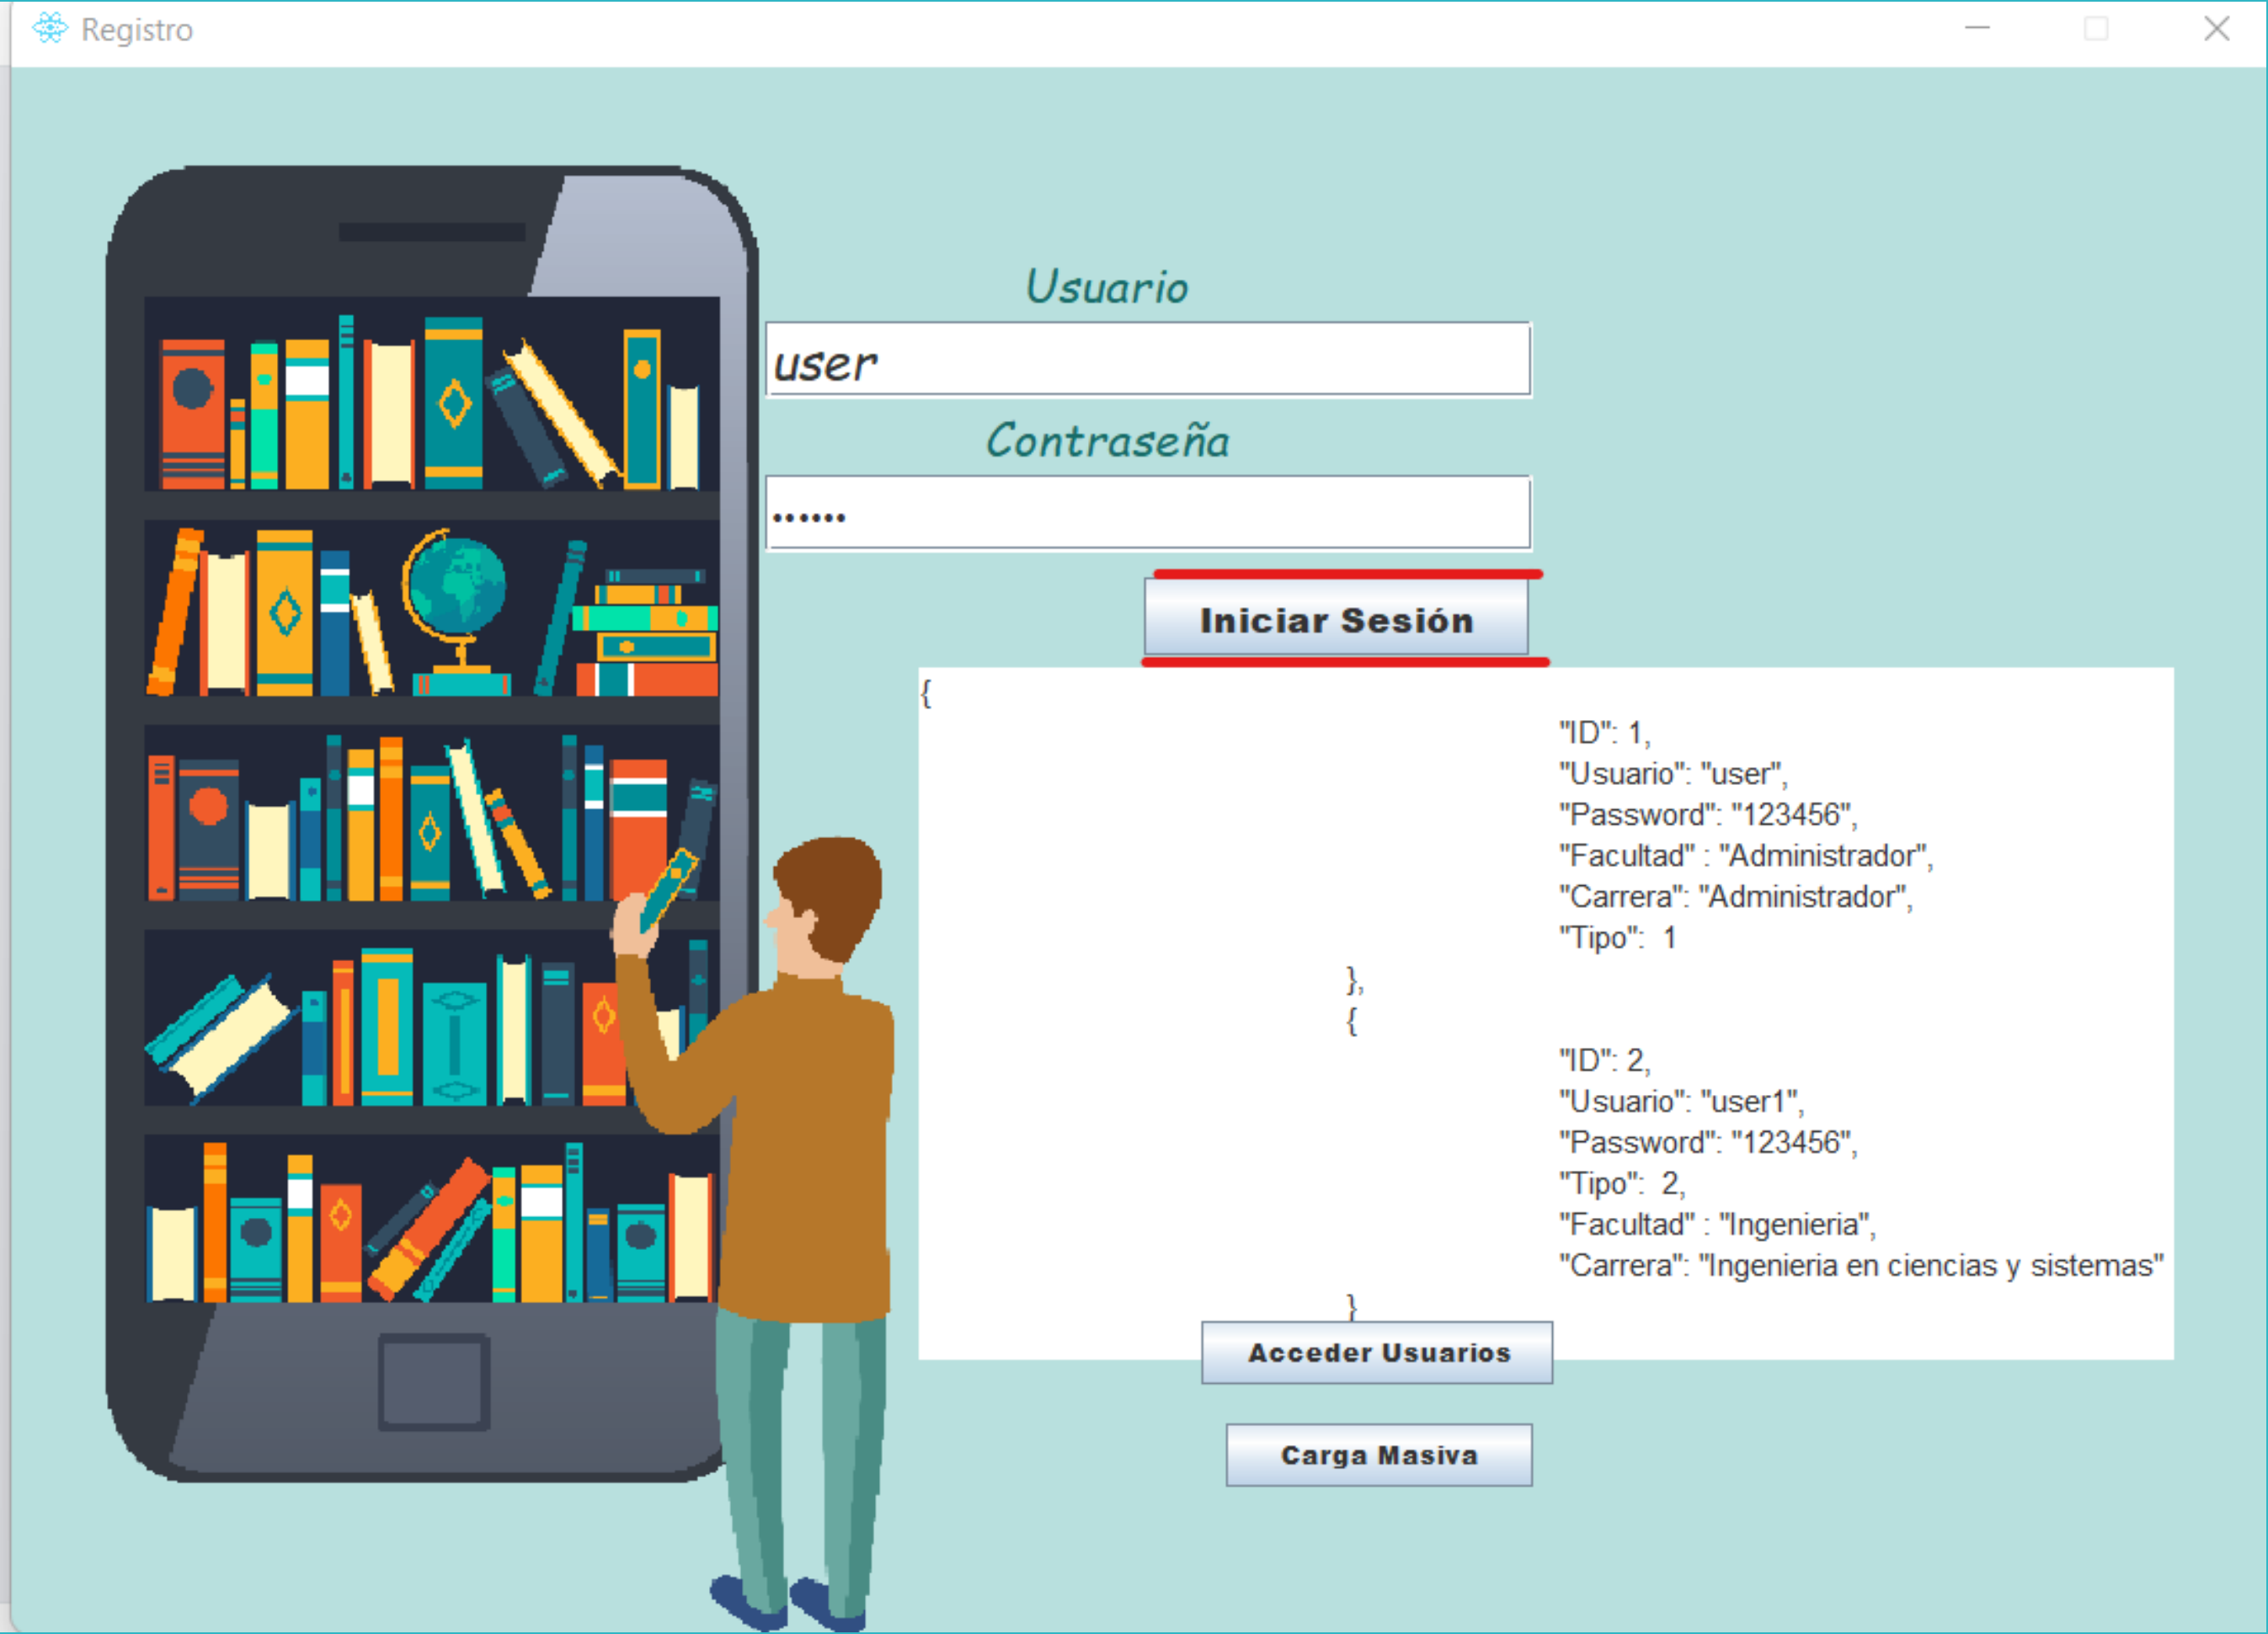 Registro
Usuario
user
Contraseña
••••••
Iniciar Sesión
{
"ID": 1,
"Usuario": "user",
"Password": "123456",
"Facultad" : "Administrador",
"Carrera": "Administrador",
"Tipo":  1
},
{
"ID": 2,
"Usuario": "user1",
"Password": "123456",
"Tipo":  2,
"Facultad" : "Ingenieria",
"Carrera": "Ingenieria en ciencias y sistemas"
}
Acceder Usuarios
Carga Masiva